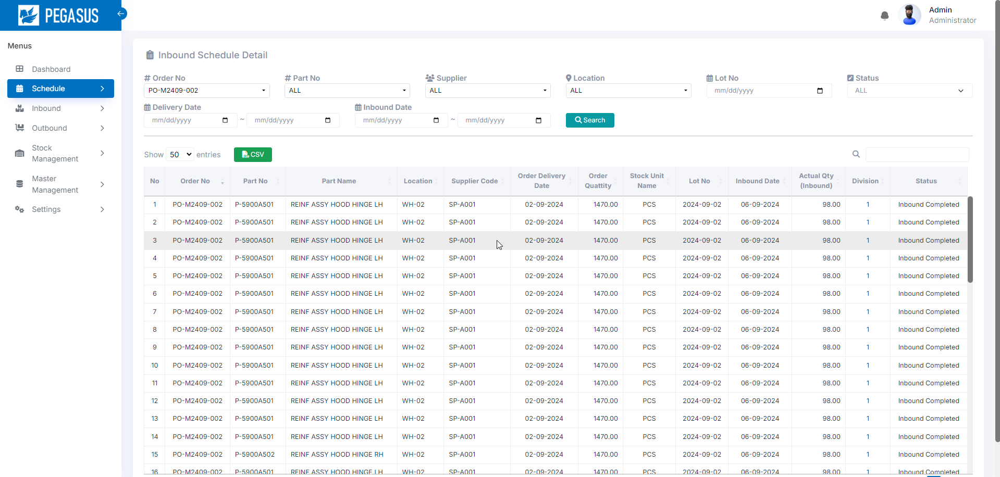 PEGASUS
Admin
Administrator
Menus
Dashboard
Schedule
Inbound
Outbound
Stock
Management
Master
Management
Settings
Inbound Schedule Detail
Order No Part No Supplier Location Lot No Status
PO-M2409-002 ALL ALL ALL mm/dd/yyyy ALL
Delivery Date Inbound Date
mm/dd/yyyy ~ mm/dd/yyyy mm/dd/yyyy ~ mm/dd/yyyy Search
Show 50 entries CSV
No Order No Part No Part Name Location Supplier Code Order Delivery Date Order Quattity Stock Unit Name Lot No Inbound Date Actual Qty (Inbound) Division Status
1 PO-M2409-002 P-5900A501 REINF ASSY HOOD HINGE LH WH-02 SP-A001 02-09-2024 1470.00 PCS 2024-09-02 06-09-2024 98.00 1 Inbound Completed
2 PO-M2409-002 P-5900A501 REINF ASSY HOOD HINGE LH WH-02 SP-A001 02-09-2024 1470.00 PCS 2024-09-02 06-09-2024 98.00 1 Inbound Completed
3 PO-M2409-002 P-5900A501 REINF ASSY HOOD HINGE LH WH-02 SP-A001 02-09-2024 1470.00 PCS 2024-09-02 06-09-2024 98.00 1 Inbound Completed
4 PO-M2409-002 P-5900A501 REINF ASSY HOOD HINGE LH WH-02 SP-A001 02-09-2024 1470.00 PCS 2024-09-02 06-09-2024 98.00 1 Inbound Completed
5 PO-M2409-002 P-5900A501 REINF ASSY HOOD HINGE LH WH-02 SP-A001 02-09-2024 1470.00 PCS 2024-09-02 06-09-2024 98.00 1 Inbound Completed
6 PO-M2409-002 P-5900A501 REINF ASSY HOOD HINGE LH WH-02 SP-A001 02-09-2024 1470.00 PCS 2024-09-02 06-09-2024 98.00 1 Inbound Completed
7 PO-M2409-002 P-5900A501 REINF ASSY HOOD HINGE LH WH-02 SP-A001 02-09-2024 1470.00 PCS 2024-09-02 06-09-2024 98.00 1 Inbound Completed
8 PO-M2409-002 P-5900A501 REINF ASSY HOOD HINGE LH WH-02 SP-A001 02-09-2024 1470.00 PCS 2024-09-02 06-09-2024 98.00 1 Inbound Completed
9 PO-M2409-002 P-5900A501 REINF ASSY HOOD HINGE LH WH-02 SP-A001 02-09-2024 1470.00 PCS 2024-09-02 06-09-2024 98.00 1 Inbound Completed
10 PO-M2409-002 P-5900A501 REINF ASSY HOOD HINGE LH WH-02 SP-A001 02-09-2024 1470.00 PCS 2024-09-02 06-09-2024 98.00 1 Inbound Completed
11 PO-M2409-002 P-5900A501 REINF ASSY HOOD HINGE LH WH-02 SP-A001 02-09-2024 1470.00 PCS 2024-09-02 06-09-2024 98.00 1 Inbound Completed
12 PO-M2409-002 P-5900A501 REINF ASSY HOOD HINGE LH WH-02 SP-A001 02-09-2024 1470.00 PCS 2024-09-02 06-09-2024 98.00 1 Inbound Completed
13 PO-M2409-002 P-5900A501 REINF ASSY HOOD HINGE LH WH-02 SP-A001 02-09-2024 1470.00 PCS 2024-09-02 06-09-2024 98.00 1 Inbound Completed
14 PO-M2409-002 P-5900A501 REINF ASSY HOOD HINGE LH WH-02 SP-A001 02-09-2024 1470.00 PCS 2024-09-02 06-09-2024 98.00 1 Inbound Completed
15 PO-M2409-002 P-5900A502 REINF ASSY HOOD HINGE RH WH-02 SP-A001 02-09-2024 1470.00 PCS 2024-09-02 06-09-2024 98.00 1 Inbound Completed
16 PO-M2409-002 P-5900A502 REINF ASSY HOOD HINGE RH WH-02 SP-A001 02-09-2024 1470.00 PCS 2024-09-02 06-09-2024 98.00 1 Inbound Completed